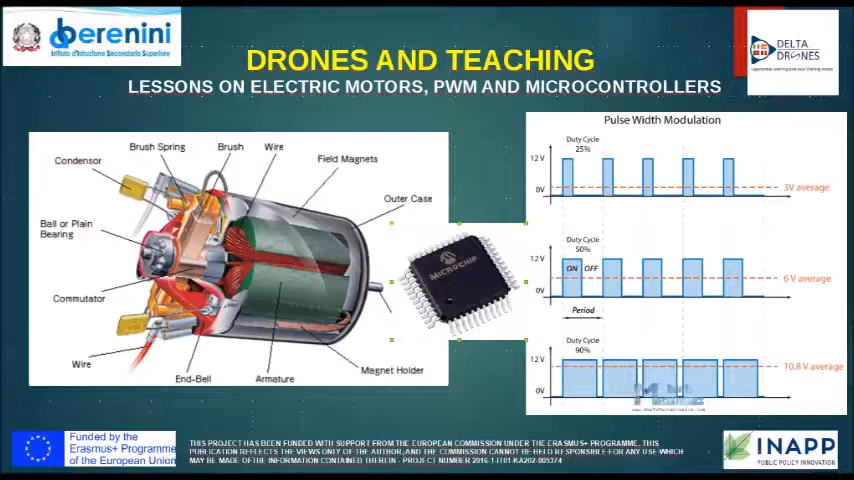 berenini
Istituto d'Istruzione Secondaria Superiore
DRONES AND TEACHING
LESSONS ON ELECTRIC MOTORS, PWM AND MICROCONTROLLERS
DELTA
DRONES
Brush Spring
Brush
Wire
Condensor
Field Magnets
Outer Case
Ball or Plain
Bearing
Commutator
Wire
End-Bell
Armature
Magnet Holder
MICROCHIP
Pulse Width Modulation
Duty Cycle
25%
12 V
0V
3V average
Duty Cycle
50%
12V
ON OFF
0V
6 V average
Period
Duty Cycle
90%
12 V
0V
10.8 V average
www.HowToMechatronics.com
Funded by the
Erasmus+ Programme
of the European Union
THIS PROJECT HAS BEEN FUNDED WITH SUPPORT FROM THE EUROPEAN COMMISSION UNDER THE ERASMUS+ PROGRAMME. THIS
PUBLICATION REFLECTS THE VIEWS ONLY OF THE AUTHOR, AND THE COMMISSION CANNOT BE HELD RESPONSIBLE FOR ANY USE WHICH
MAY BE MADE OFTHE INFORMATION CONTAINED THEREIN - PROJECT NUMBER 2016-1-IT01-KA202-005374
INAPP
PUBLIC POLICY INNOVATION